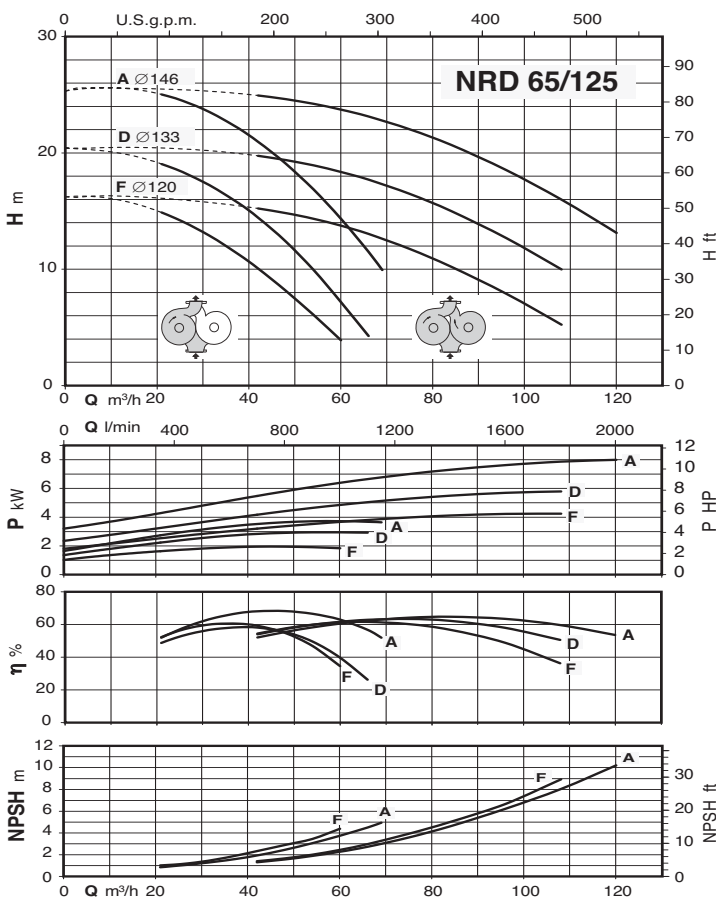 0 U.S.g.p.m. 200 300 400 500
30
20
10
0
H m
A ∅146
D ∅133
F ∅120
NRD 65/125
90
80
70
60
50
40
30
20
10
0
H ft
0 Q m³/h 20 40 60 80 100 120
0 Q l/min 400 800 1200 1600 2000
8
6
4
2
0
P kW
A
D
F
A
D
F
12
10
8
6
4
2
0
P HP
80
60
40
20
0
η %
A
D
F
A
D
F
12
10
8
6
4
2
0
NPSH m
F
A
F
A
30
20
10
0
NPSH ft
0 Q m³/h 20 40 60 80 100 120